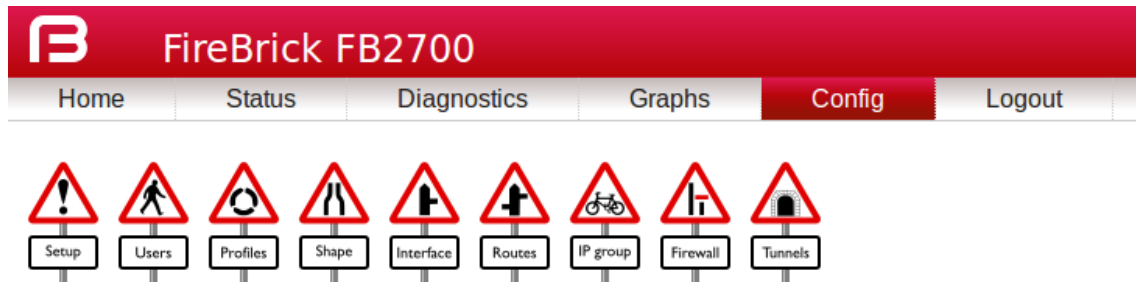 FireBrick FB2700
Home Status Diagnostics Graphs Config Logout
Setup Users Profiles Shape Interface Routes IP group Firewall Tunnels